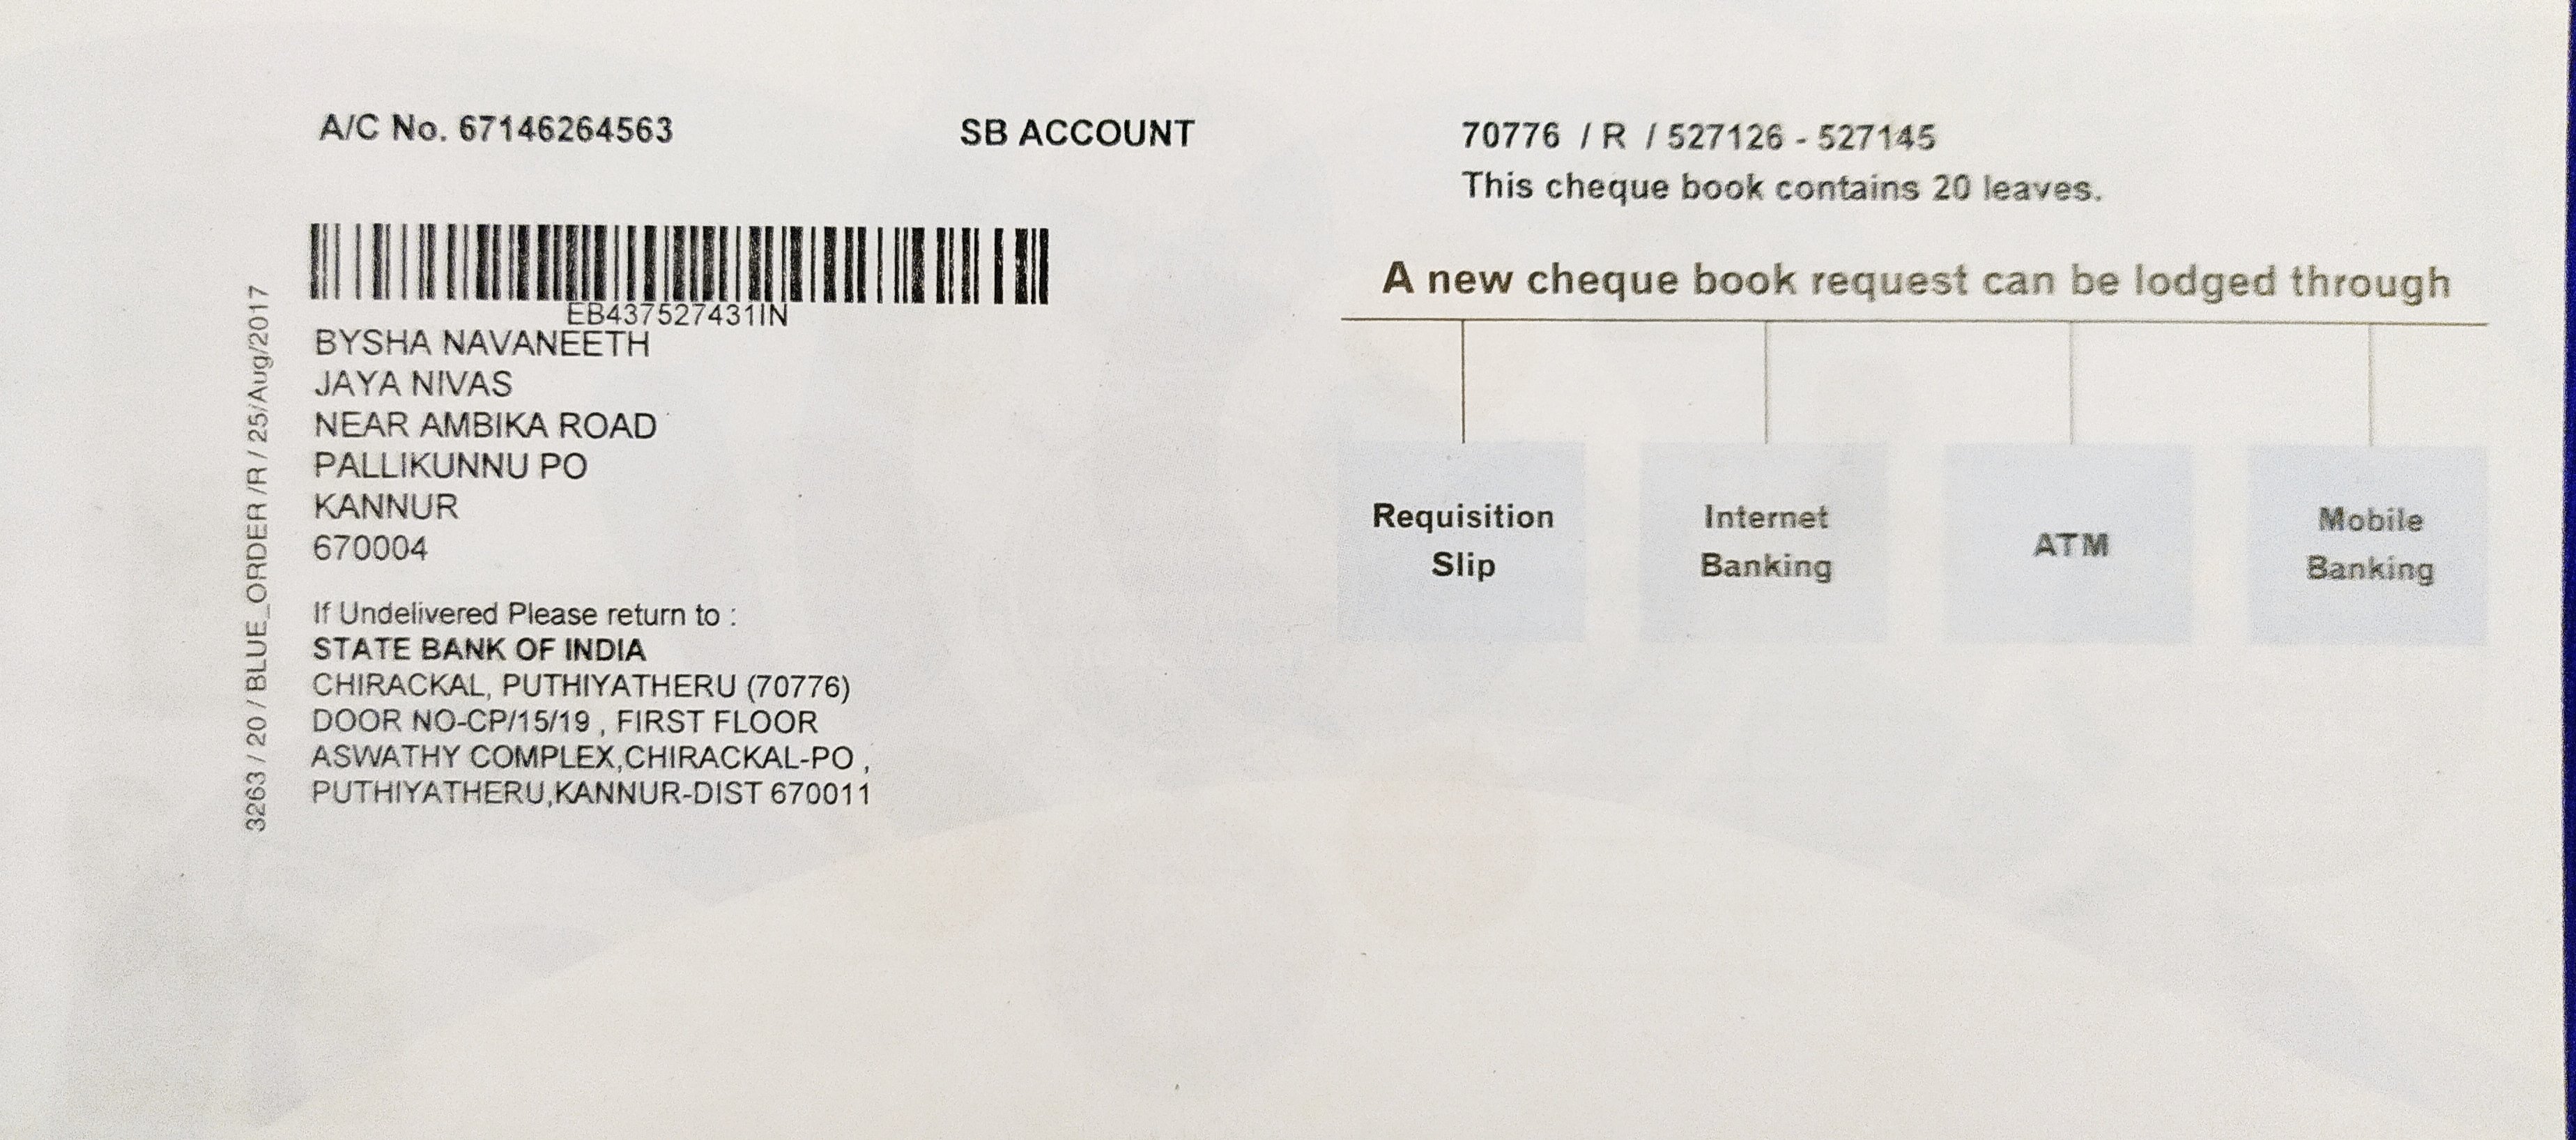 A/C No. 67146264563
SB ACCOUNT
70776 / R / 527126 - 527145
This cheque book contains 20 leaves.
EB437527431IN
BYSHA NAVANEETH
JAYA NIVAS
NEAR AMBIKA ROAD
PALLIKUNNU PO
KANNUR
670004
If Undelivered Please return to :
STATE BANK OF INDIA
CHIRACKAL, PUTHIYATHERU (70776)
DOOR NO-CP/15/19 , FIRST FLOOR
ASWATHY COMPLEX,CHIRACKAL-PO ,
PUTHIYATHERU,KANNUR-DIST 670011
3263 / 20 / BLUE_ORDER /R / 25/Aug/2017
A new cheque book request can be lodged through
Requisition
Slip
Internet
Banking
ATM
Mobile
Banking